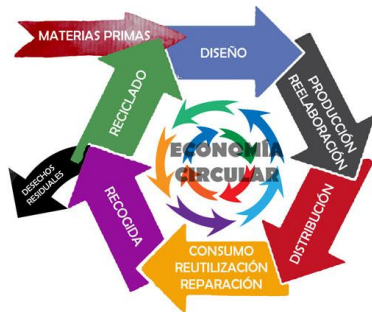 MATERIAS PRIMAS
DISEÑO
PRODUCCIÓN
REELABORACIÓN
DISTRIBUCIÓN
CONSUMO
REUTILIZACIÓN
REPARACIÓN
RECOGIDA
DESECHOS
RESIDUALES
RECICLADO
ECONOMÍA
CIRCULAR